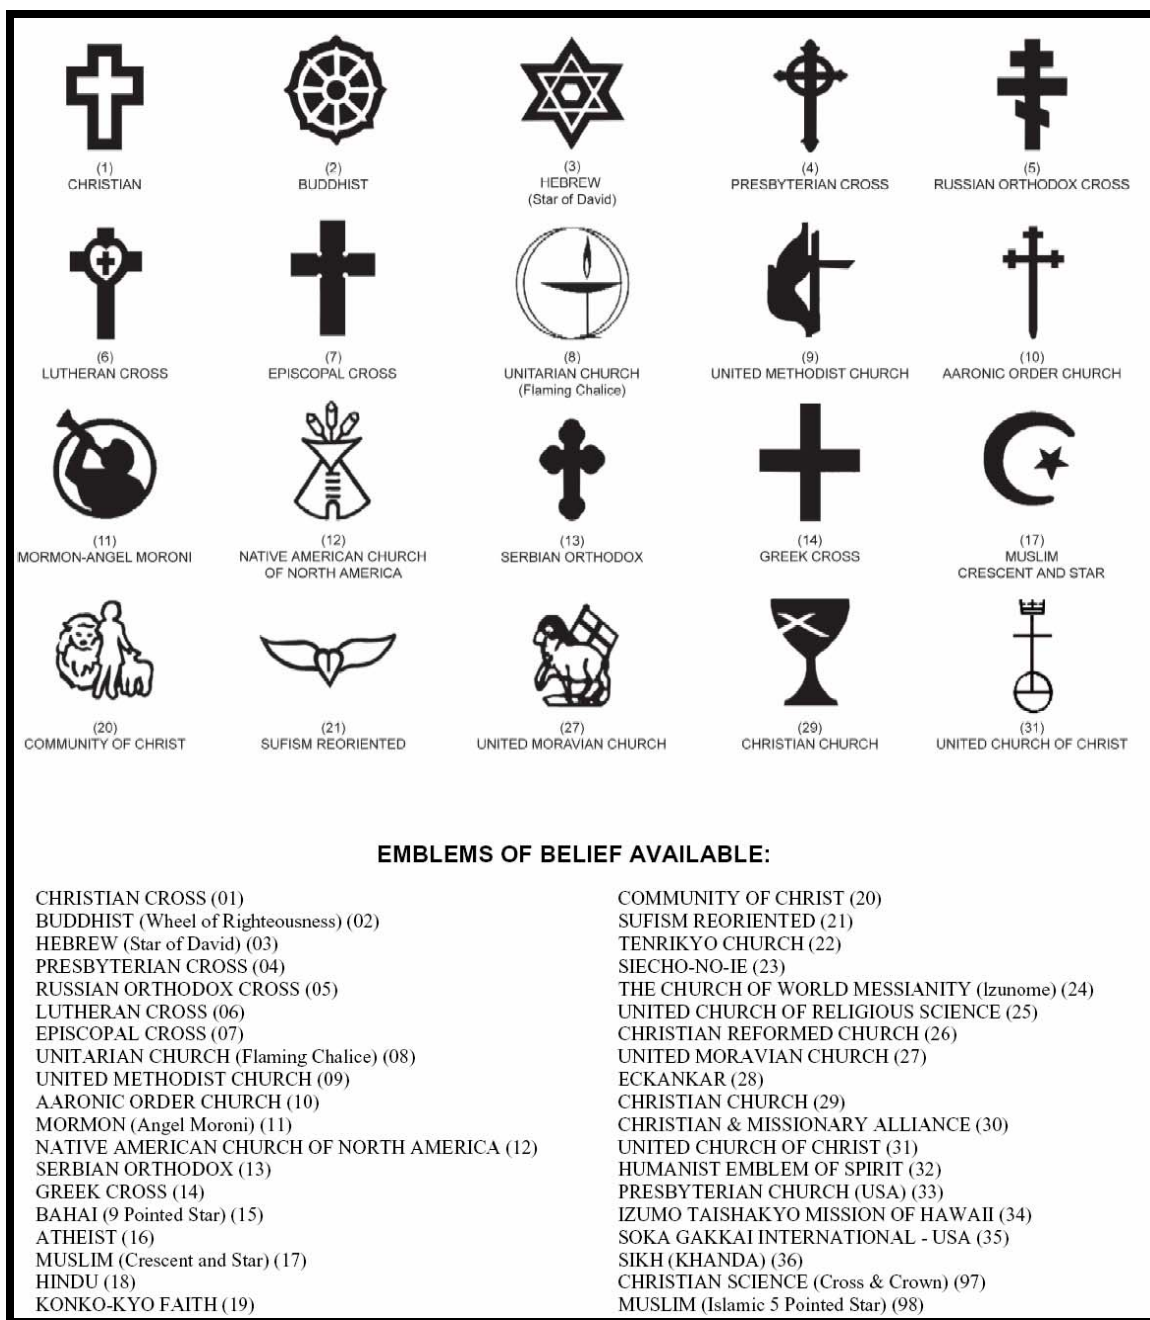 (1)
CHRISTIAN
(2)
BUDDHIST
(3)
HEBREW
(Star of David)
(4)
PRESBYTERIAN CROSS
(5)
RUSSIAN ORTHODOX CROSS
(6)
LUTHERAN CROSS
(7)
EPISCOPAL CROSS
(8)
UNITARIAN CHURCH
(Flaming Chalice)
(9)
UNITED METHODIST CHURCH
(10)
AARONIC ORDER CHURCH
(11)
MORMON-ANGEL MORONI
(12)
NATIVE AMERICAN CHURCH
OF NORTH AMERICA
(13)
SERBIAN ORTHODOX
(14)
GREEK CROSS
(17)
MUSLIM
CRESCENT AND STAR
(20)
COMMUNITY OF CHRIST
(21)
SUFISM REORIENTED
(27)
UNITED MORAVIAN CHURCH
(29)
CHRISTIAN CHURCH
(31)
UNITED CHURCH OF CHRIST
EMBLEMS OF BELIEF AVAILABLE:
CHRISTIAN CROSS (01)
BUDDHIST (Wheel of Righteousness) (02)
HEBREW (Star of David) (03)
PRESBYTERIAN CROSS (04)
RUSSIAN ORTHODOX CROSS (05)
LUTHERAN CROSS (06)
EPISCOPAL CROSS (07)
UNITARIAN CHURCH (Flaming Chalice) (08)
UNITED METHODIST CHURCH (09)
AARONIC ORDER CHURCH (10)
MORMON (Angel Moroni) (11)
NATIVE AMERICAN CHURCH OF NORTH AMERICA (12)
SERBIAN ORTHODOX (13)
GREEK CROSS (14)
BAHAI (9 Pointed Star) (15)
ATHEIST (16)
MUSLIM (Crescent and Star) (17)
HINDU (18)
KONKO-KYO FAITH (19)
COMMUNITY OF CHRIST (20)
SUFISM REORIENTED (21)
TENRIKYO CHURCH (22)
SIECHO-NO-IE (23)
THE CHURCH OF WORLD MESSIANITY (lzunome) (24)
UNITED CHURCH OF RELIGIOUS SCIENCE (25)
CHRISTIAN REFORMED CHURCH (26)
UNITED MORAVIAN CHURCH (27)
ECKANKAR (28)
CHRISTIAN CHURCH (29)
CHRISTIAN & MISSIONARY ALLIANCE (30)
UNITED CHURCH OF CHRIST (31)
HUMANIST EMBLEM OF SPIRIT (32)
PRESBYTERIAN CHURCH (USA) (33)
IZUMO TAISHAKYO MISSION OF HAWAII (34)
SOKA GAKKAI INTERNATIONAL - USA (35)
SIKH (KHANDA) (36)
CHRISTIAN SCIENCE (Cross & Crown) (97)
MUSLIM (Islamic 5 Pointed Star) (98)